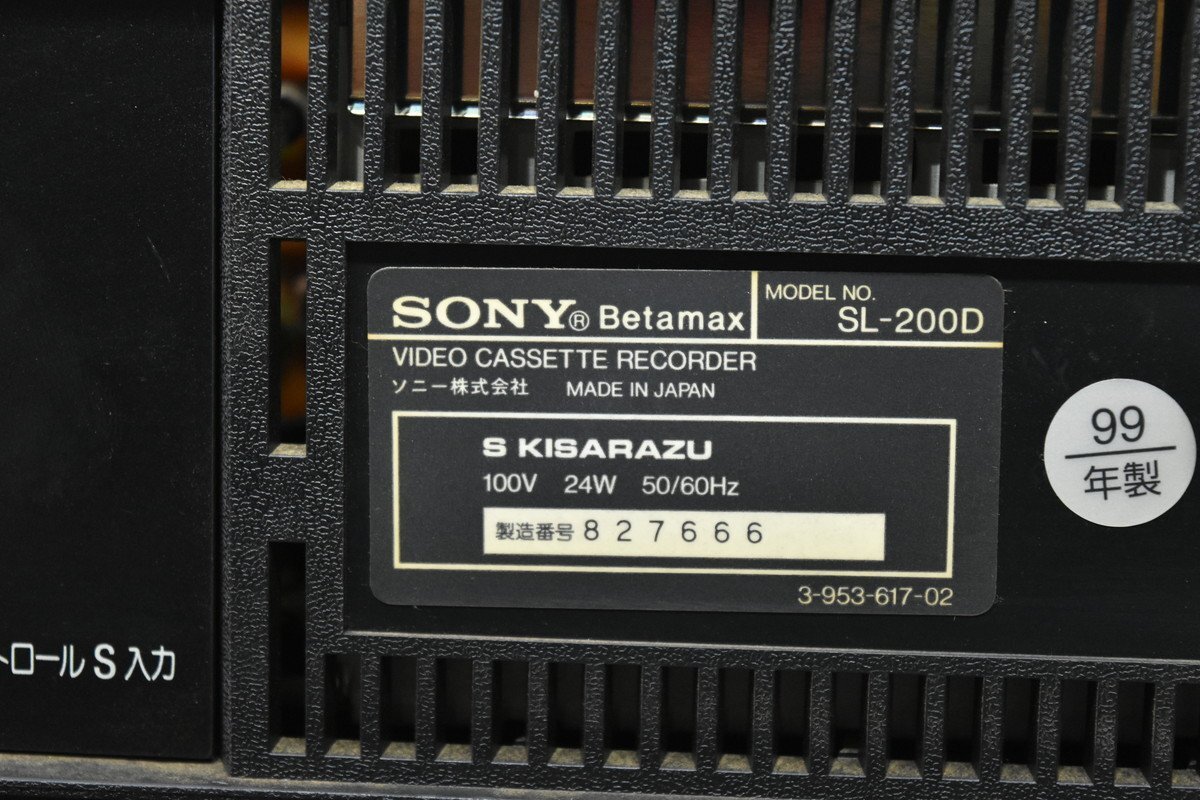 SONY® Betamax
MODEL NO.
SL-200D
VIDEO CASSETTE RECORDER
ソニー株式会社 MADE IN JAPAN
S KISARAZU
100V 24W 50/60Hz
製造番号 827666
3-953-617-02
99
年製
トロール S 入力